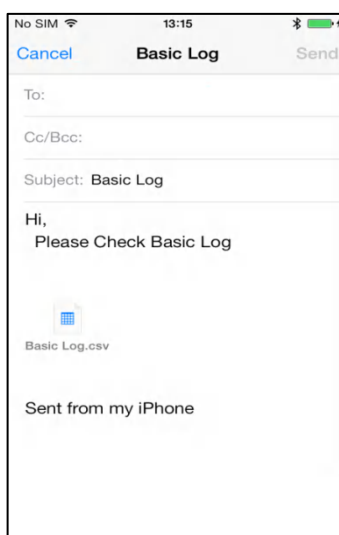 No SIM 13:15
Cancel Basic Log Send
To:
Cc/Bcc:
Subject: Basic Log
Hi,
Please Check Basic Log
Basic Log.csv
Sent from my iPhone